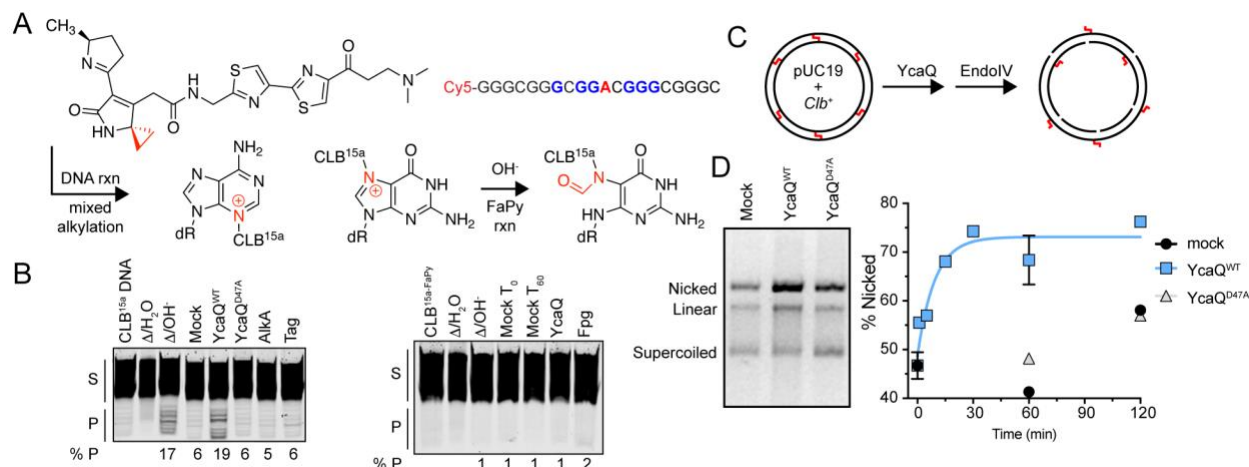 A
CH₃
N
O
HN
O
N
H
S
N
N
S
O
N
Cy5-GGGCGGGCGGACGGGCGGGC
DNA rxn
mixed
alkylation
NH₂
N
N
N
N
⊕
dR
CLB¹⁵ᵃ
CLB¹⁵ᵃ
O
N
⊕
NH
N
N
NH₂
dR
OH⁻
FaPy
rxn
CLB¹⁵ᵃ
O
N
O
NH
HN
N
NH₂
dR
B
CLB¹⁵ᵃ DNA
Δ/H₂O
Δ/OH⁻
Mock
YcaQᵂᵀ
YcaQᴰ⁴⁷ᴬ
AlkA
Tag
S
P
% P 17 6 19 6 5 6
CLB¹⁵ᵃ⁻ᶠᵃᴾʸ
Δ/H₂O
Δ/OH⁻
Mock T₀
Mock T₆₀
YcaQ
Fpg
S
P
% P 1 1 1 1 2
C
pUC19
+
Clb⁺
YcaQ
EndoIV
D
Mock
YcaQᵂᵀ
YcaQᴰ⁴⁷ᴬ
Nicked
Linear
Supercoiled
% Nicked
80
70
60
50
40
0 30 60 90 120
Time (min)
mock
YcaQᵂᵀ
YcaQᴰ⁴⁷ᴬ